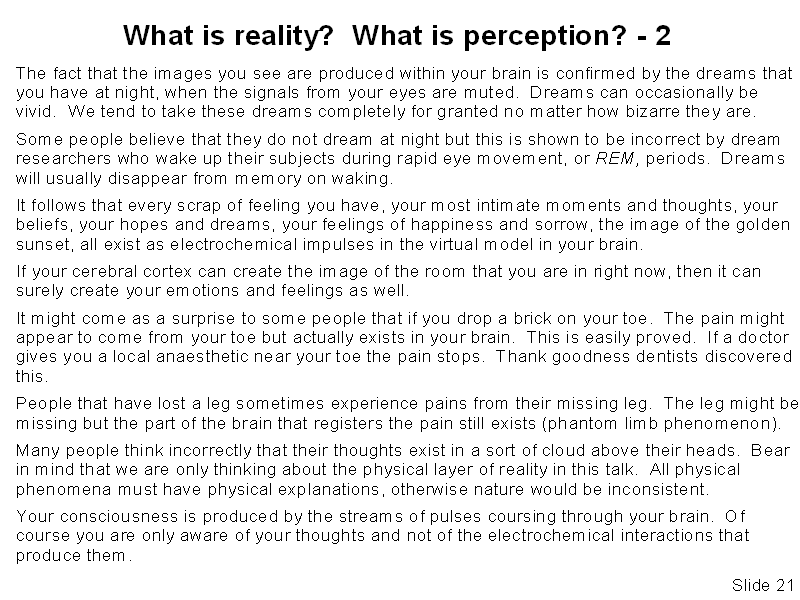 What is reality?  What is perception? - 2
The fact that the images you see are produced within your brain is confirmed by the dreams that
you have at night, when the signals from your eyes are muted.  Dreams can occasionally be
vivid.  We tend to take these dreams completely for granted no matter how bizarre they are.
Some people believe that they do not dream at night but this is shown to be incorrect by dream
researchers who wake up their subjects during rapid eye movement, or REM, periods.  Dreams
will usually disappear from memory on waking.
It follows that every scrap of feeling you have, your most intimate moments and thoughts, your
beliefs, your hopes and dreams, your feelings of happiness and sorrow, the image of the golden
sunset, all exist as electrochemical impulses in the virtual model in your brain.
If your cerebral cortex can create the image of the room that you are in right now, then it can
surely create your emotions and feelings as well.
It might come as a surprise to some people that if you drop a brick on your toe.  The pain might
appear to come from your toe but actually exists in your brain.  This is easily proved.  If a doctor
gives you a local anaesthetic near your toe the pain stops.  Thank goodness dentists discovered
this.
People that have lost a leg sometimes experience pains from their missing leg.  The leg might be
missing but the part of the brain that registers the pain still exists (phantom limb phenomenon).
Many people think incorrectly that their thoughts exist in a sort of cloud above their heads.  Bear
in mind that we are only thinking about the physical layer of reality in this talk.  All physical
phenomena must have physical explanations, otherwise nature would be inconsistent.
Your consciousness is produced by the streams of pulses coursing through your brain.  Of
course you are only aware of your thoughts and not of the electrochemical interactions that
produce them.
Slide 21